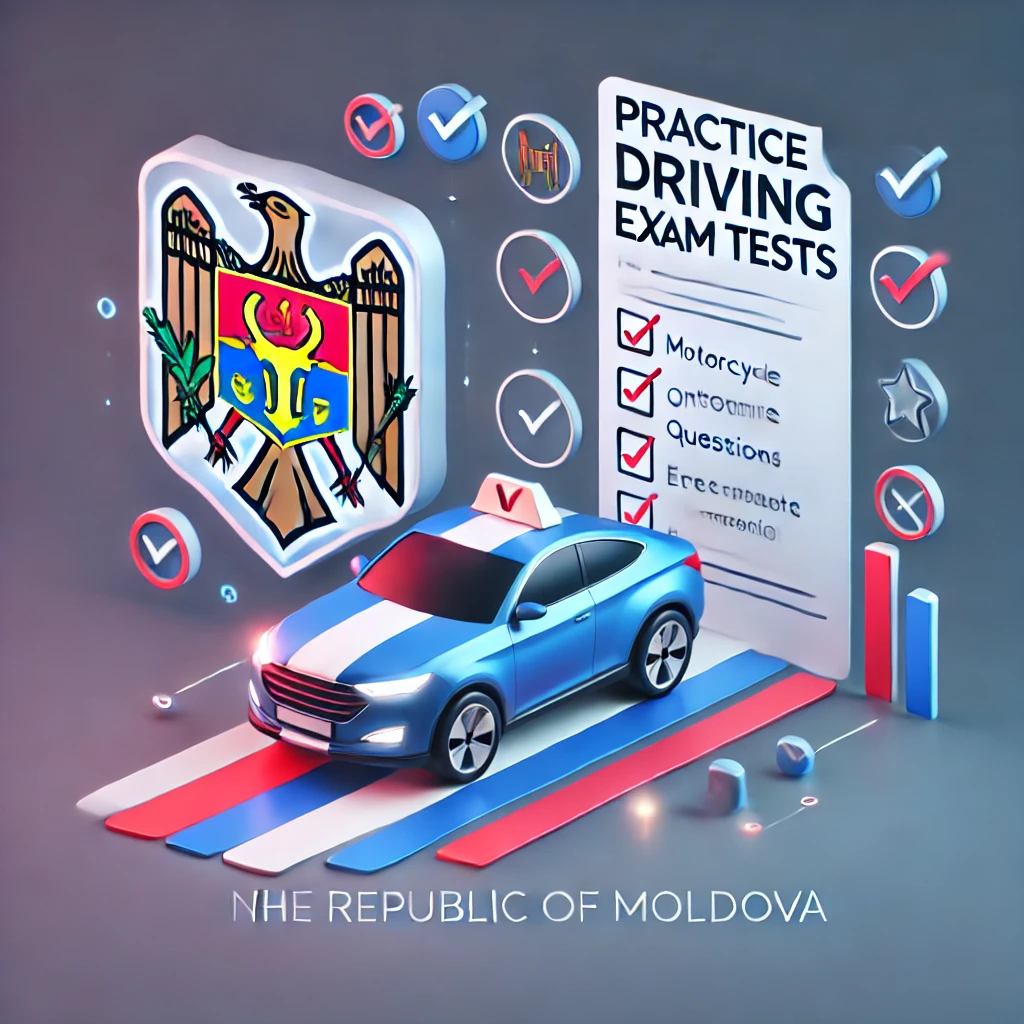 PRACTICE
DRIVING
EXAM TESTS
Motorcycle
Questions
NHE REPUBLIC OF MOLDOVA